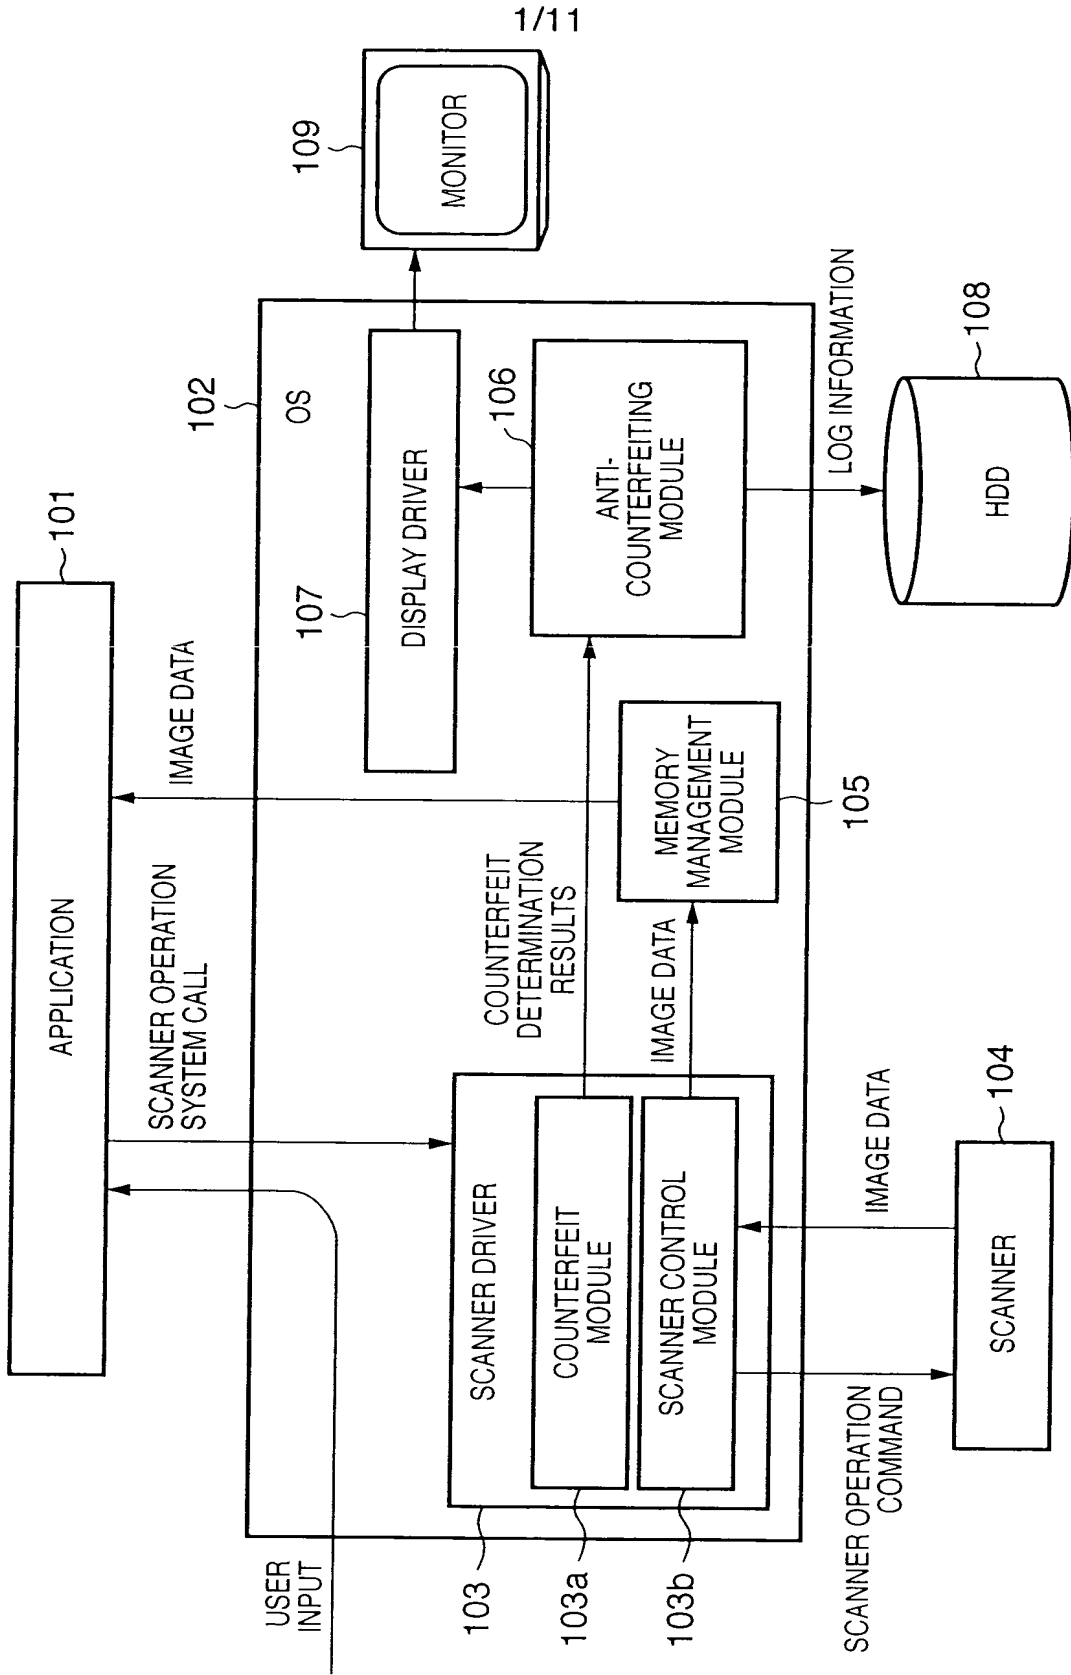 1/11
APPLICATION
101
USER
INPUT
SCANNER OPERATION
SYSTEM CALL
IMAGE DATA
102
OS
103
SCANNER DRIVER
103a
COUNTERFEIT
MODULE
103b
SCANNER CONTROL
MODULE
COUNTERFEIT
DETERMINATION
RESULTS
IMAGE DATA
MEMORY
MANAGEMENT
MODULE
105
107
DISPLAY DRIVER
106
ANTI-
COUNTERFEITING
MODULE
109
MONITOR
SCANNER OPERATION
COMMAND
IMAGE DATA
SCANNER
104
LOG INFORMATION
HDD
108